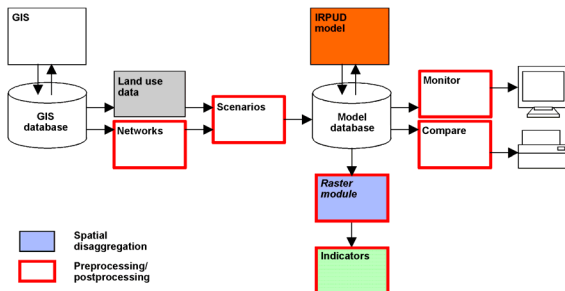 GIS
IRPUD
model
Land use
data
Monitor
Scenarios
GIS
database
Networks
Model
database
Compare
Raster
module
Spatial
disaggregation
Preprocessing/
postprocessing
Indicators